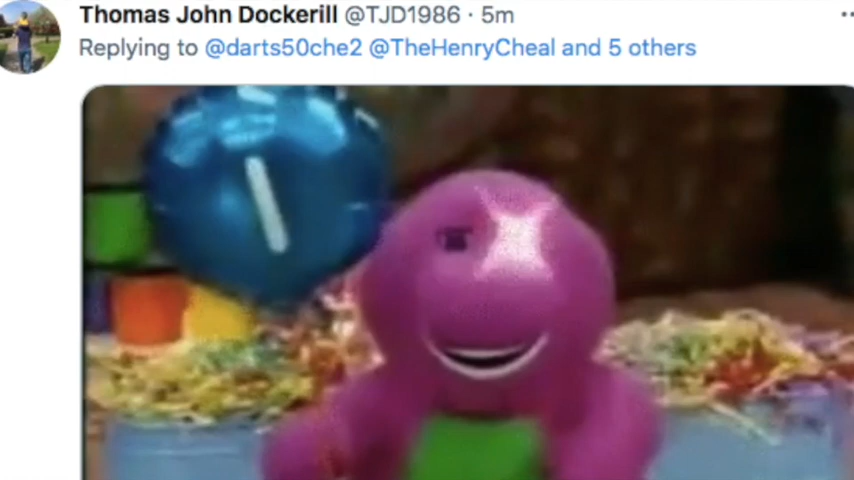 Thomas John Dockerill @TJD1986 · 5m
Replying to @darts50che2 @TheHenryCheal and 5 others